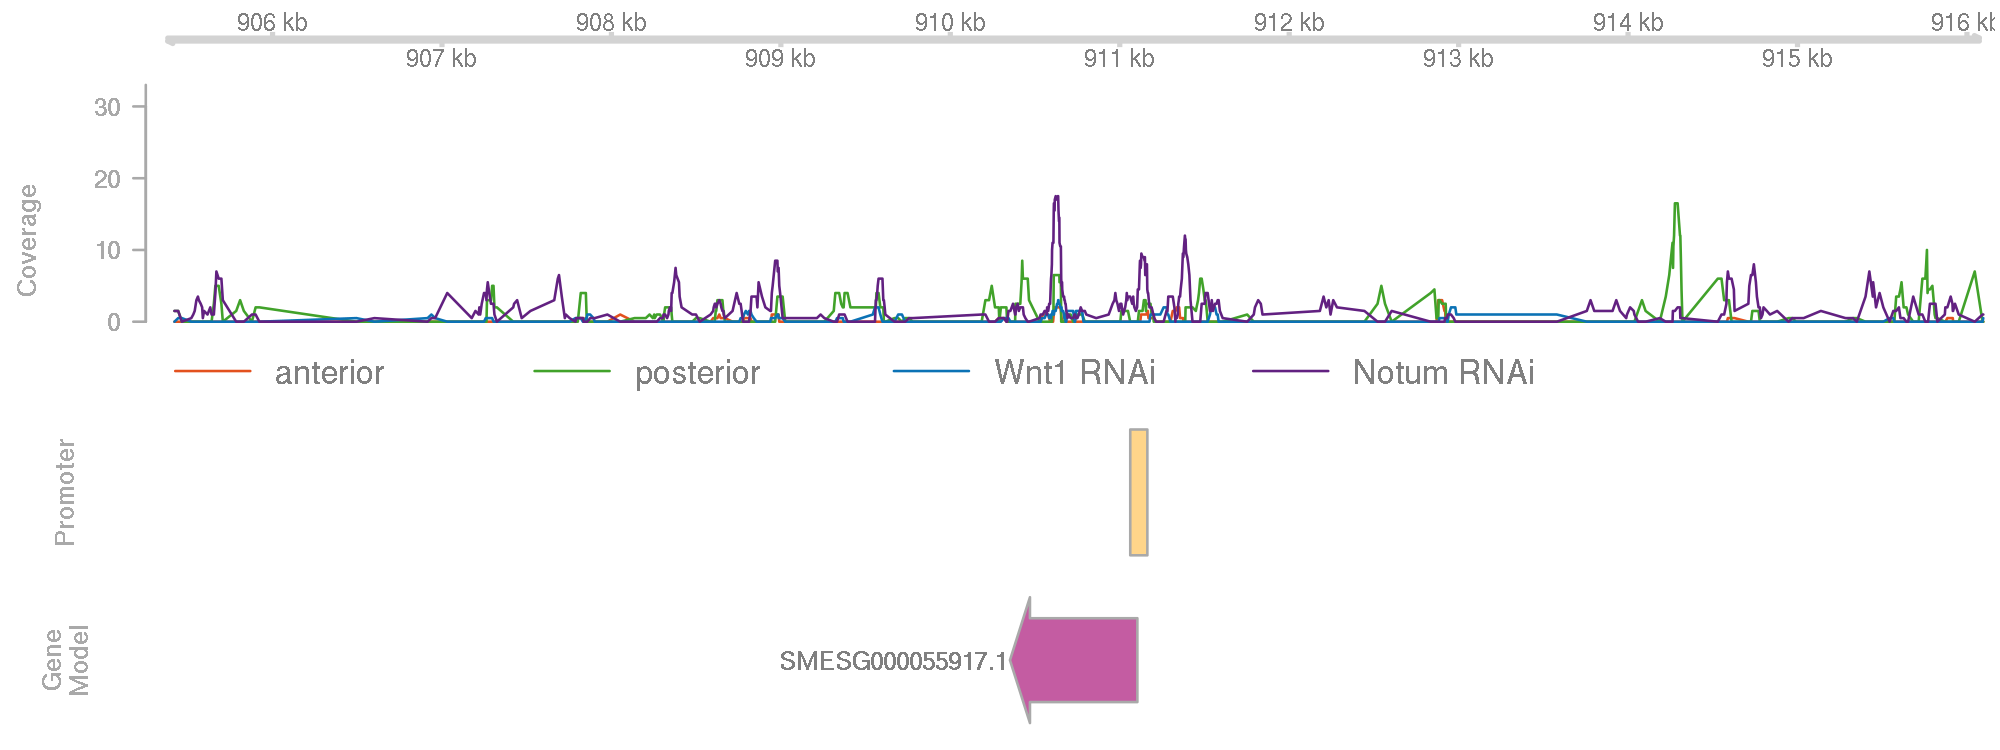 906 kb 908 kb 910 kb 912 kb 914 kb 916 kb
907 kb 909 kb 911 kb 913 kb 915 kb
Coverage
30
20
10
0
anterior posterior Wnt1 RNAi Notum RNAi
Promoter
Gene
Model
SMESG000055917.1